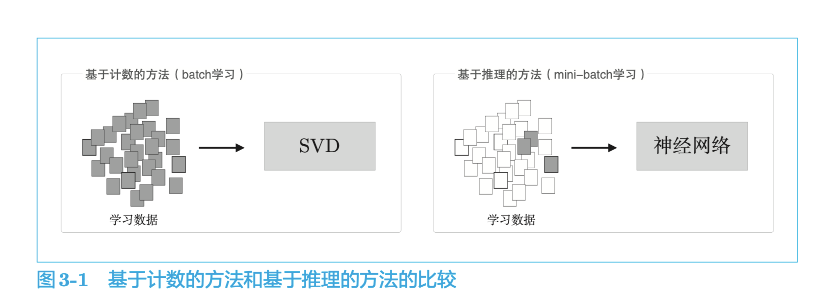 基于计数的方法（batch学习）
SVD
学习数据
基于推理的方法（mini-batch学习）
神经网络
学习数据
图3-1 基于计数的方法和基于推理的方法的比较